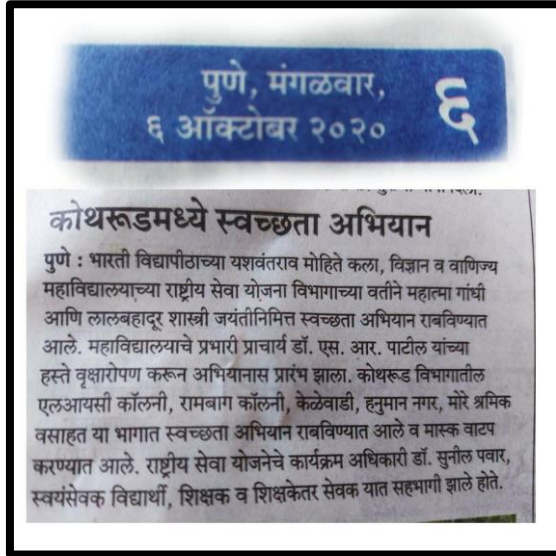 पुणे, मंगळवार,
६ ऑक्टोबर २०२०
६
कोथरूडमध्ये स्वच्छता अभियान
पुणे : भारती विद्यापीठाच्या यशवंतराव मोहिते कला, विज्ञान व वाणिज्य
महाविद्यालयाच्या राष्ट्रीय सेवा योजना विभागाच्या वतीने महात्मा गांधी
आणि लालबहादूर शास्त्री जयंतीनिमित्त स्वच्छता अभियान राबविण्यात
आले. महाविद्यालयाचे प्रभारी प्राचार्य डॉ. एस. आर. पाटील यांच्या
हस्ते वृक्षारोपण करून अभियानास प्रारंभ झाला. कोथरूड विभागातील
एलआयसी कॉलनी, रामबाग कॉलनी, केळेवाडी, हनुमान नगर, मोरे श्रमिक
वसाहत या भागात स्वच्छता अभियान राबविण्यात आले व मास्क वाटप
करण्यात आले. राष्ट्रीय सेवा योजनेचे कार्यक्रम अधिकारी डॉ. सुनील पवार,
स्वयंसेवक विद्यार्थी, शिक्षक व शिक्षकेतर सेवक यात सहभागी झाले होते.